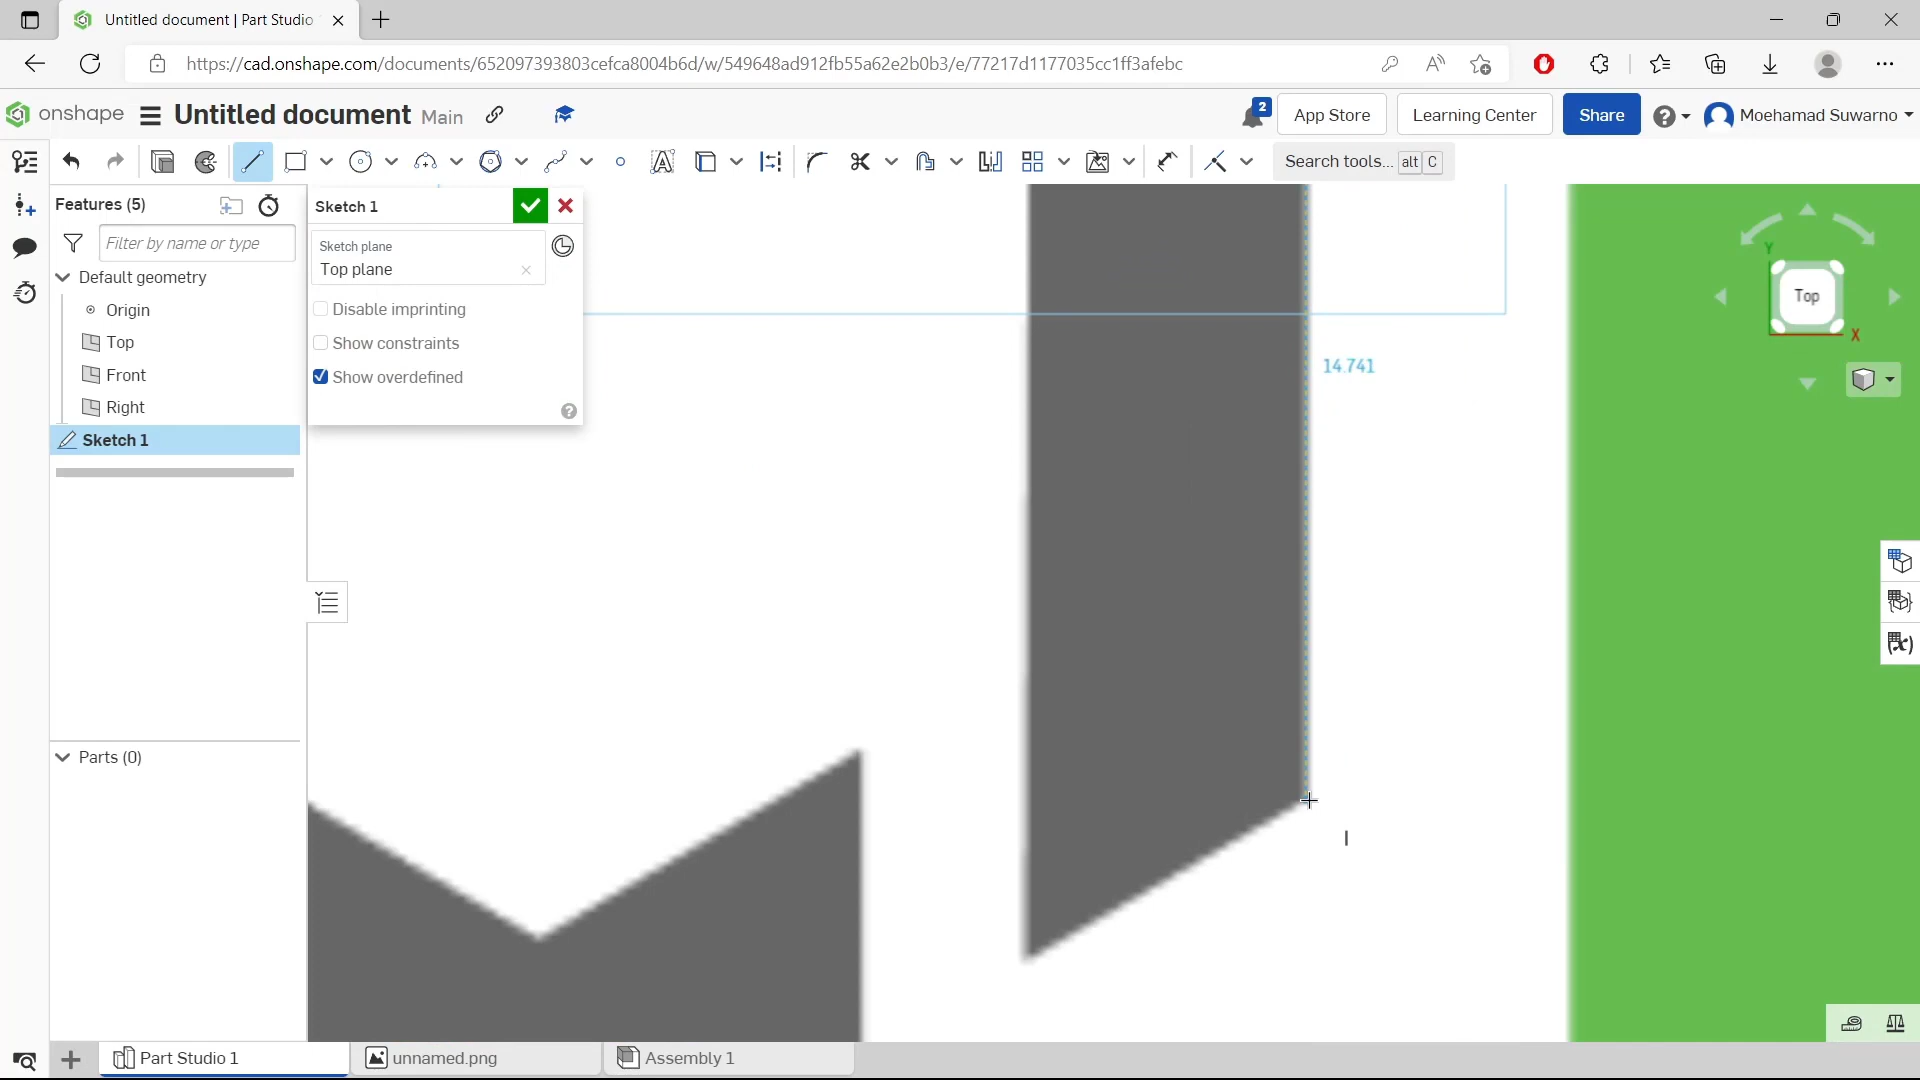 Untitled document | Part Studio
https://cad.onshape.com/documents/652097393803cefca8004b6d/w/549648ad912fb55a62e2b0b3/e/77217d1177035cc1ff3afebc
onshape Untitled document Main 2 App Store Learning Center Share Moehamad Suwarno
Search tools... alt C
Features (5)
Filter by name or type
Default geometry
Origin
Top
Front
Right
Sketch 1
Parts (0)
Sketch 1
Sketch plane
Top plane
Disable imprinting
Show constraints
Show overdefined
14.741
Y
Top
X
Part Studio 1
unnamed.png
Assembly 1